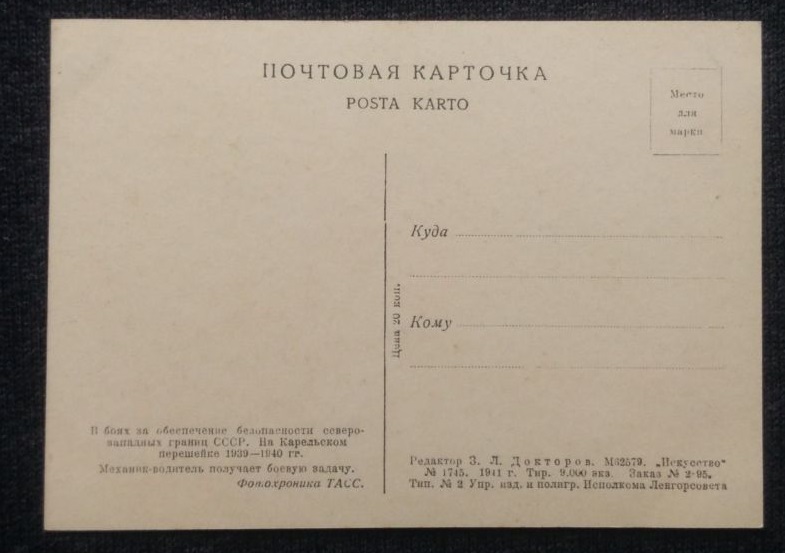 ПОЧТОВАЯ КАРТОЧКА
POSTA KARTO
Место
для
марки
Куда
Кому
Цена 20 коп.
В боях за обеспечение безопасности северо-
западных границ СССР. На Карельском
перешейке 1939—1940 гг.
Механик-водитель получает боевую задачу.
Фотохроника ТАСС.
Редактор З. Л. Докторов. М62579. „Искусство“
№ 1745. 1941 г. Тир. 9.000 экз. Заказ № 2-95.
Тип. № 2 Упр. изд. и полигр. Исполкома Ленгорсовета